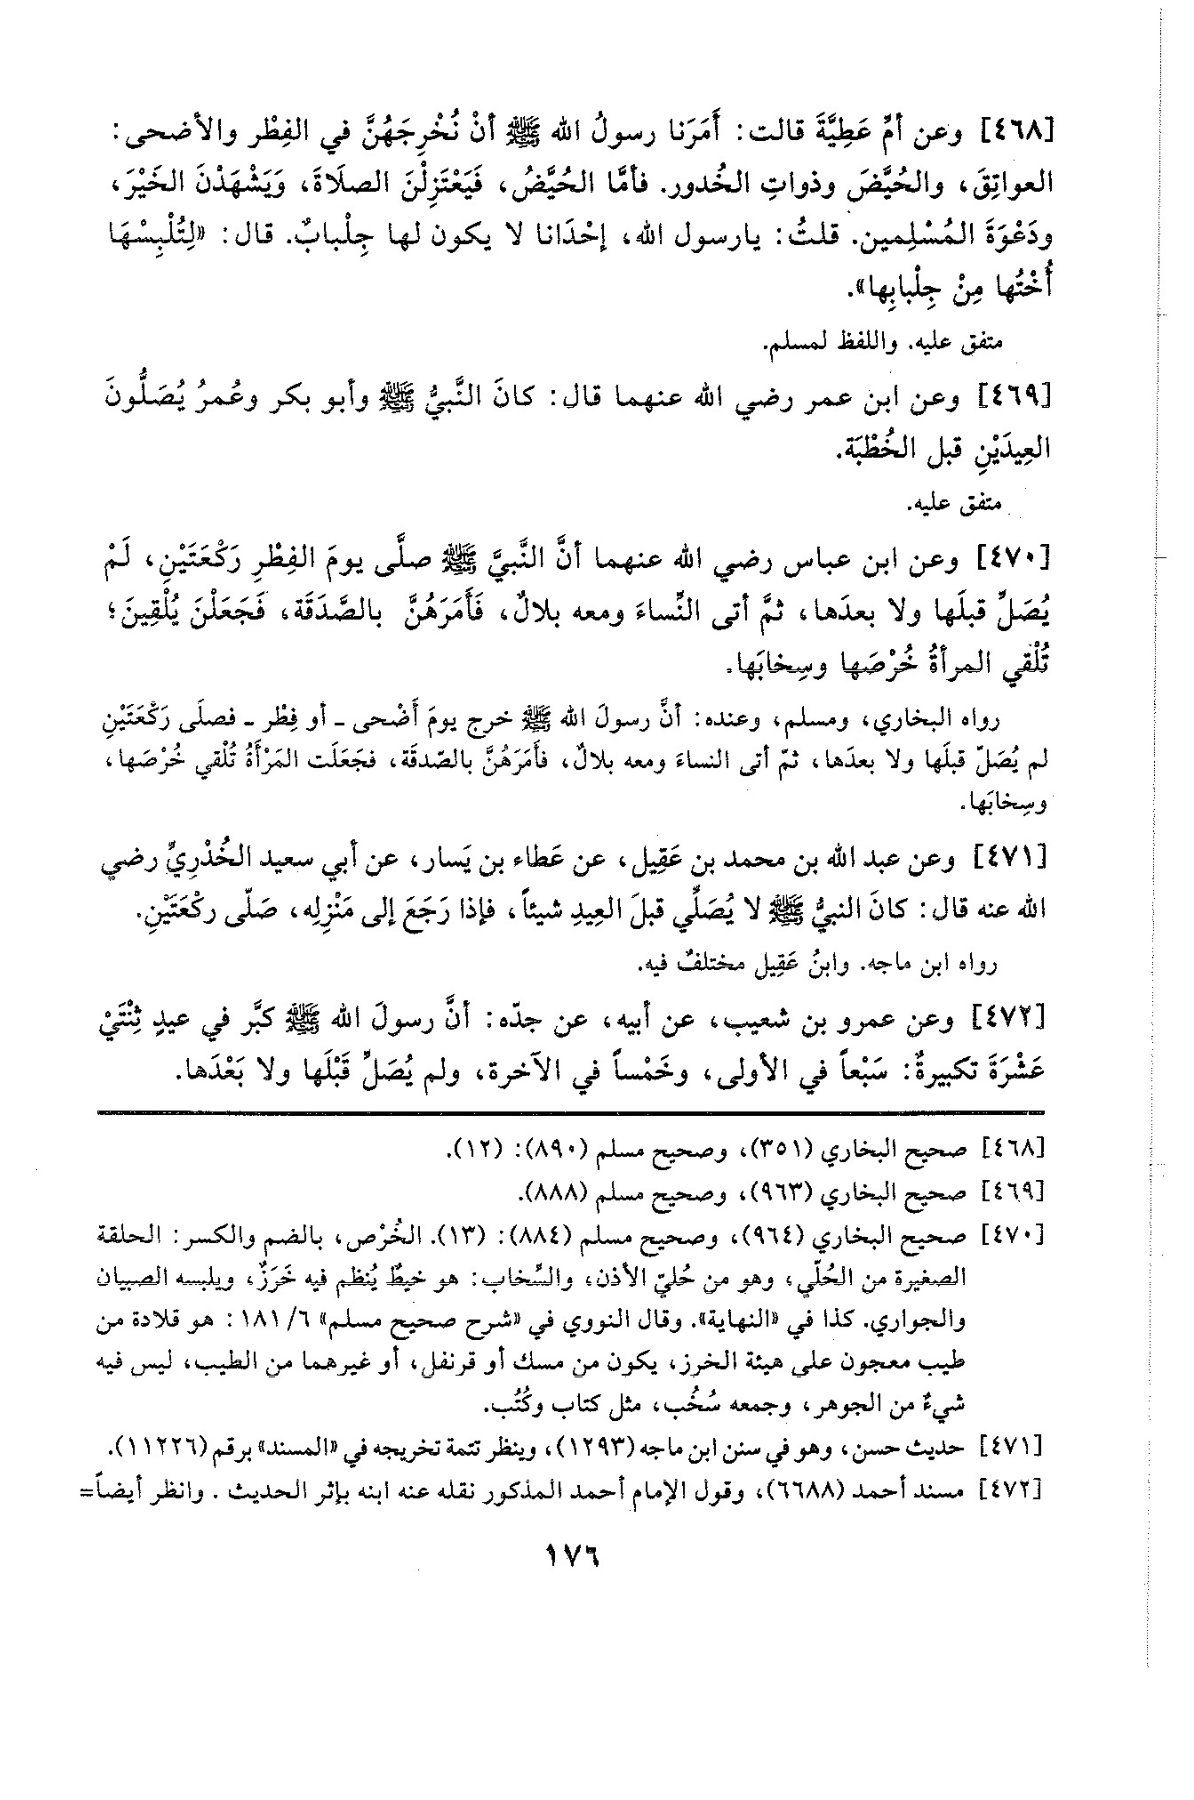 [٤٦٨] وعن أمِّ عَطِيَّةَ قالت: أَمَرَنا رسولُ الله ﷺ أنْ نُخْرِجَهُنَّ في الفِطْر والأضحى:
العواتِقَ، والحُيَّضَ وذواتِ الخُدور. فأمَّا الحُيَّضُ، فَيَعْتَزِلْنَ الصلَاةَ، وَيَشْهَدْنَ الخَيْرَ،
ودَعْوَةَ المُسْلِمين. قلتُ: يارسول الله، إحْدَانا لا يكون لها جِلْبابٌ. قال: «لِتُلْبِسْهَا
أُخْتُها مِنْ جِلْبابِها».
متفق عليه. واللفظ لمسلم.
[٤٦٩] وعن ابن عمر رضي الله عنهما قال: كانَ النَّبيُّ ﷺ وأبو بكر وعُمرُ يُصَلُّونَ
العِيدَيْنِ قبل الخُطْبَة.
متفق عليه.
[٤٧٠] وعن ابن عباس رضي الله عنهما أنَّ النَّبيَّ ﷺ صلَّى يومَ الفِطْرِ رَكْعَتَيْنِ، لَمْ
يُصَلِّ قبلَها ولا بعدَها، ثمَّ أتى النِّساءَ ومعه بلالٌ، فَأَمَرَهُنَّ بالصَّدَقَة، فَجَعَلْنَ يُلْقِينَ؛
تُلْقي المرأةُ خُرْصَها وسِخابَها.
رواه البخاري، ومسلم، وعنده: أنَّ رسولَ الله ﷺ خرج يومَ أَضْحى ـ أو فِطْر ـ فصلَى رَكْعَتَيْنِ
لم يُصَلّ قبلَها ولا بعدَها، ثمّ أتى النساءَ ومعه بلالٌ، فأَمَرَهُنَّ بالصّدقَة، فجَعَلَت المَرْأَةُ تُلْقي خُرْصَها،
وسِخابَها.
[٤٧١] وعن عبد الله بن محمد بن عَقِيل، عن عَطاء بن يَسار، عن أبي سعيد الخُدْرِيِّ رضي
الله عنه قال: كانَ النبيُّ ﷺ لا يُصَلِّي قبلَ العِيدِ شيئاً، فإذا رَجَعَ إلى مَنْزِلِه، صَلّى ركْعَتَيْنِ.
رواه ابن ماجه. وابنُ عَقِيل مختلفٌ فيه.
[٤٧٢] وعن عمرو بن شعيب، عن أبيه، عن جدّه: أنَّ رسولَ الله ﷺ كبَّر في عيدٍ ثِنْتَيْ
عَشْرَةَ تكبيرةٌ: سَبْعاً في الأولى، وخَمْساً في الآخرة، ولم يُصَلِّ قَبْلَها ولا بَعْدَها.
[٤٦٨] صحيح البخاري (٣٥١)، وصحيح مسلم (٨٩٠): (١٢).
[٤٦٩] صحيح البخاري (٩٦٣)، وصحيح مسلم (٨٨٨).
[٤٧٠] صحيح البخاري (٩٦٤)، وصحيح مسلم (٨٨٤): (١٣). الخُرْص، بالضم والكسر: الحلقة
الصغيرة من الحُلّي، وهو من حُليّ الأذن، والسِّخاب: هو خيطٌ يُنظم فيه خَرَزٌ، ويلبسه الصبيان
والجواري. كذا في «النهاية». وقال النووي في «شرح صحيح مسلم» ٦/ ١٨١: هو قلادة من
طيب معجون على هيئة الخرز، يكون من مسك أو قرنفل، أو غيرهما من الطيب، ليس فيه
شيءٌ من الجوهر، وجمعه سُخُب، مثل كتاب وكُتُب.
[٤٧١] حديث حسن، وهو في سنن ابن ماجه (١٢٩٣)، وينظر تتمة تخريجه في «المسند» برقم (١١٢٢٦).
[٤٧٢] مسند أحمد (٦٦٨٨)، وقول الإمام أحمد المذكور نقله عنه ابنه بإثر الحديث . وانظر أيضاً=
١٧٦